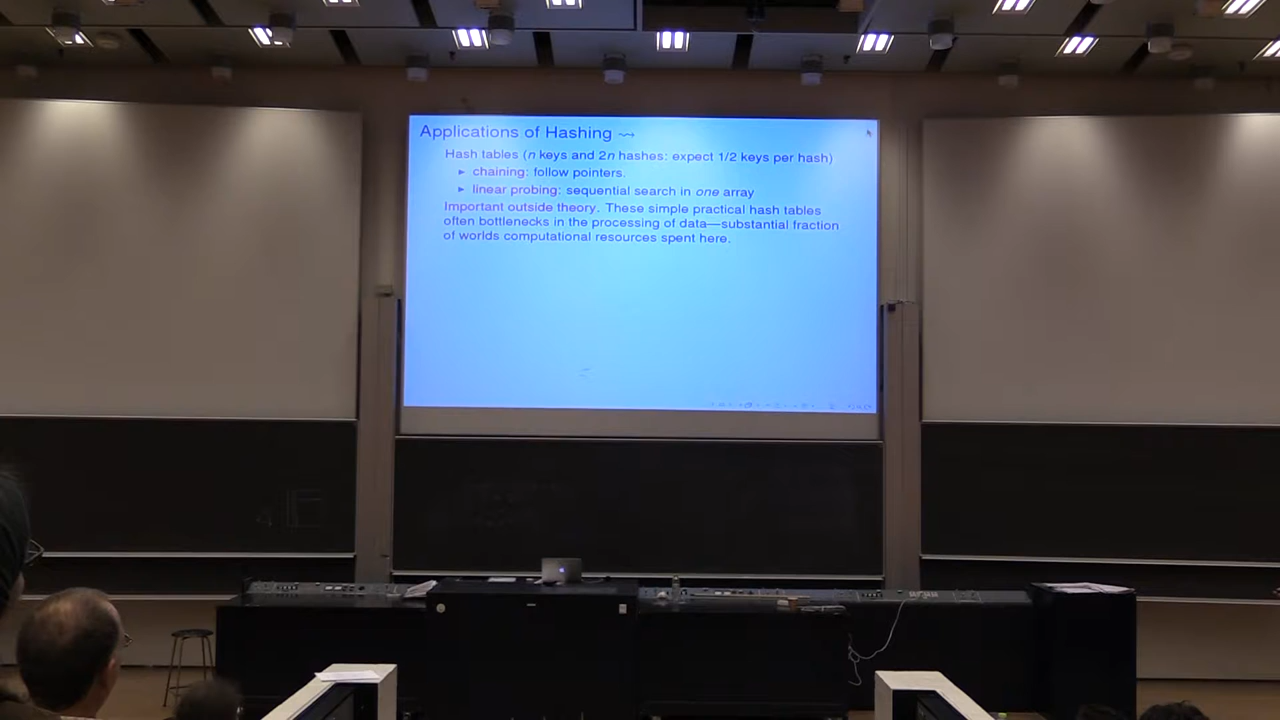 Applications of Hashing ⇝
Hash tables (n keys and 2n hashes: expect 1/2 keys per hash)
► chaining: follow pointers.
► linear probing: sequential search in one array
Important outside theory. These simple practical hash tables
often bottlenecks in the processing of data—substantial fraction
of worlds computational resources spent here.